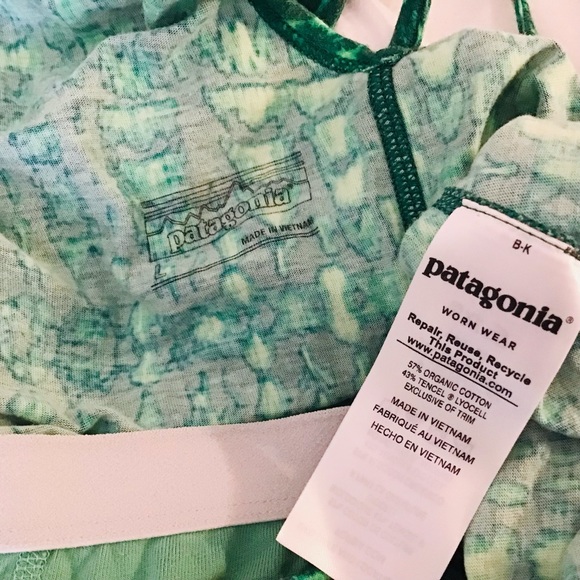 patagonia
MADE IN VIETNAM
B-K
patagonia®
WORN WEAR
Repair, Reuse, Recycle
This Product
www.patagonia.com
57% ORGANIC COTTON
43% TENCEL ® LYOCELL
EXCLUSIVE OF TRIM
MADE IN VIETNAM
FABRIQUÉ AU VIETNAM
HECHO EN VIETNAM